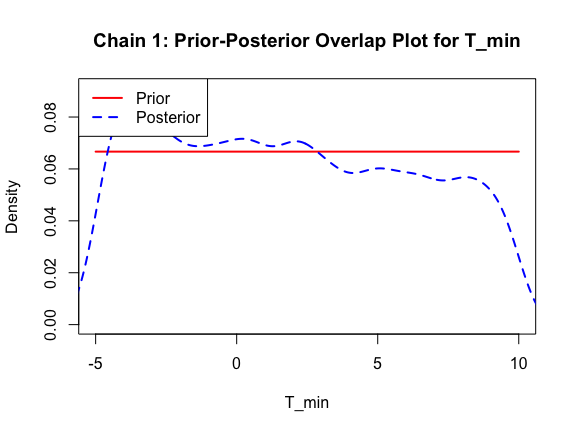 Chain 1: Prior-Posterior Overlap Plot for T_min
Prior
Posterior
Density
0.08
0.06
0.04
0.02
0.00
-5
0
5
10
T_min